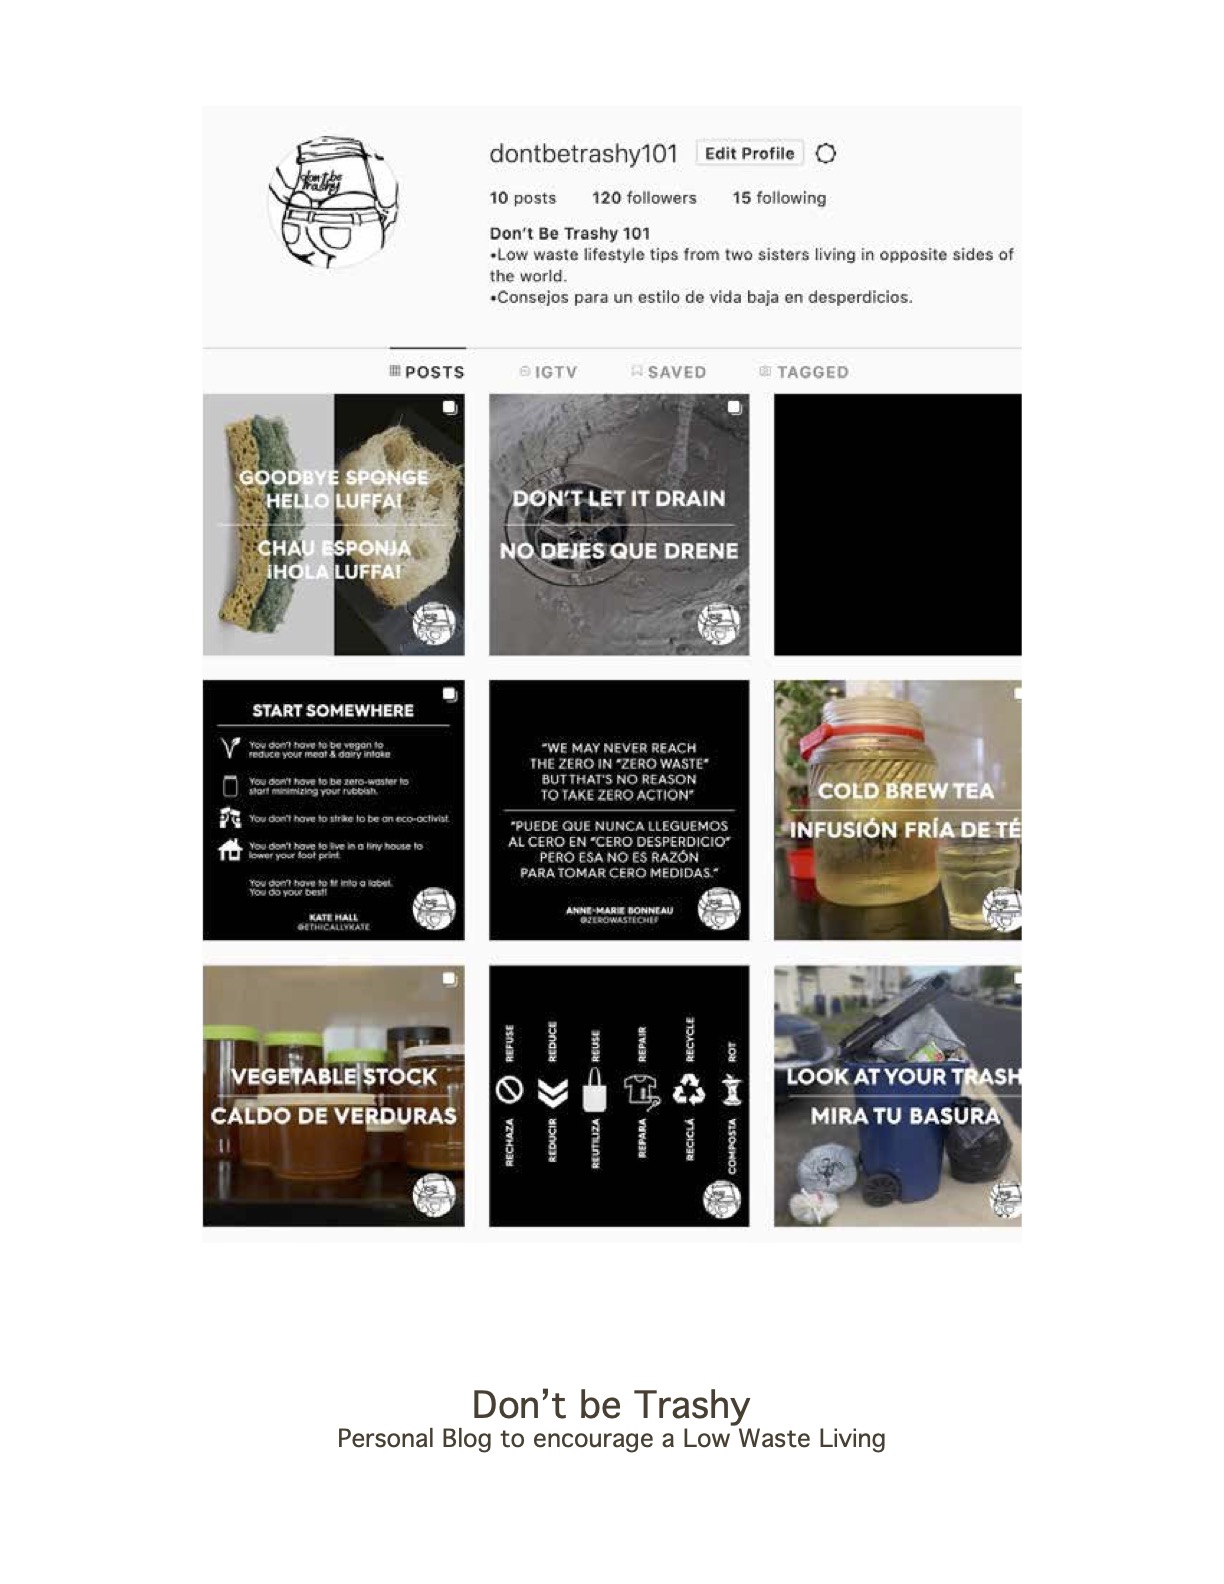 don't be
Trashy
dontbetrashy101 Edit Profile
10 posts 120 followers 15 following
Don't Be Trashy 101
•Low waste lifestyle tips from two sisters living in opposite sides of
the world.
•Consejos para un estilo de vida baja en desperdicios.
POSTS IGTV SAVED TAGGED
GOODBYE SPONGE
HELLO LUFFA!
CHAU ESPONJA
¡HOLA LUFFA!
DON'T LET IT DRAIN
NO DEJES QUE DRENE
START SOMEWHERE
You don't have to be vegan to
reduce your meat & dairy intake
You don't have to be zero-waster to
start minimizing your rubbish.
You don't have to strike to be an eco-activist.
You don't have to live in a tiny house to
lower your foot print.
You don't have to fit into a label.
You do your best!
KATE HALL
@ETHICALLYKATE
"WE MAY NEVER REACH
THE ZERO IN "ZERO WASTE"
BUT THAT'S NO REASON
TO TAKE ZERO ACTION"
"PUEDE QUE NUNCA LLEGUEMOS
AL CERO EN "CERO DESPERDICIO"
PERO ESA NO ES RAZÓN
PARA TOMAR CERO MEDIDAS."
ANNE-MARIE BONNEAU
@ZEROWASTECHEF
COLD BREW TEA
INFUSIÓN FRÍA DE TÉ
VEGETABLE STOCK
CALDO DE VERDURAS
REFUSE
REDUCE
REUSE
REPAIR
RECYCLE
ROT
RECHAZA
REDUCIR
REUTILIZA
REPARA
RECICLÁ
COMPOSTA
LOOK AT YOUR TRASH
MIRA TU BASURA
Don't be Trashy
Personal Blog to encourage a Low Waste Living